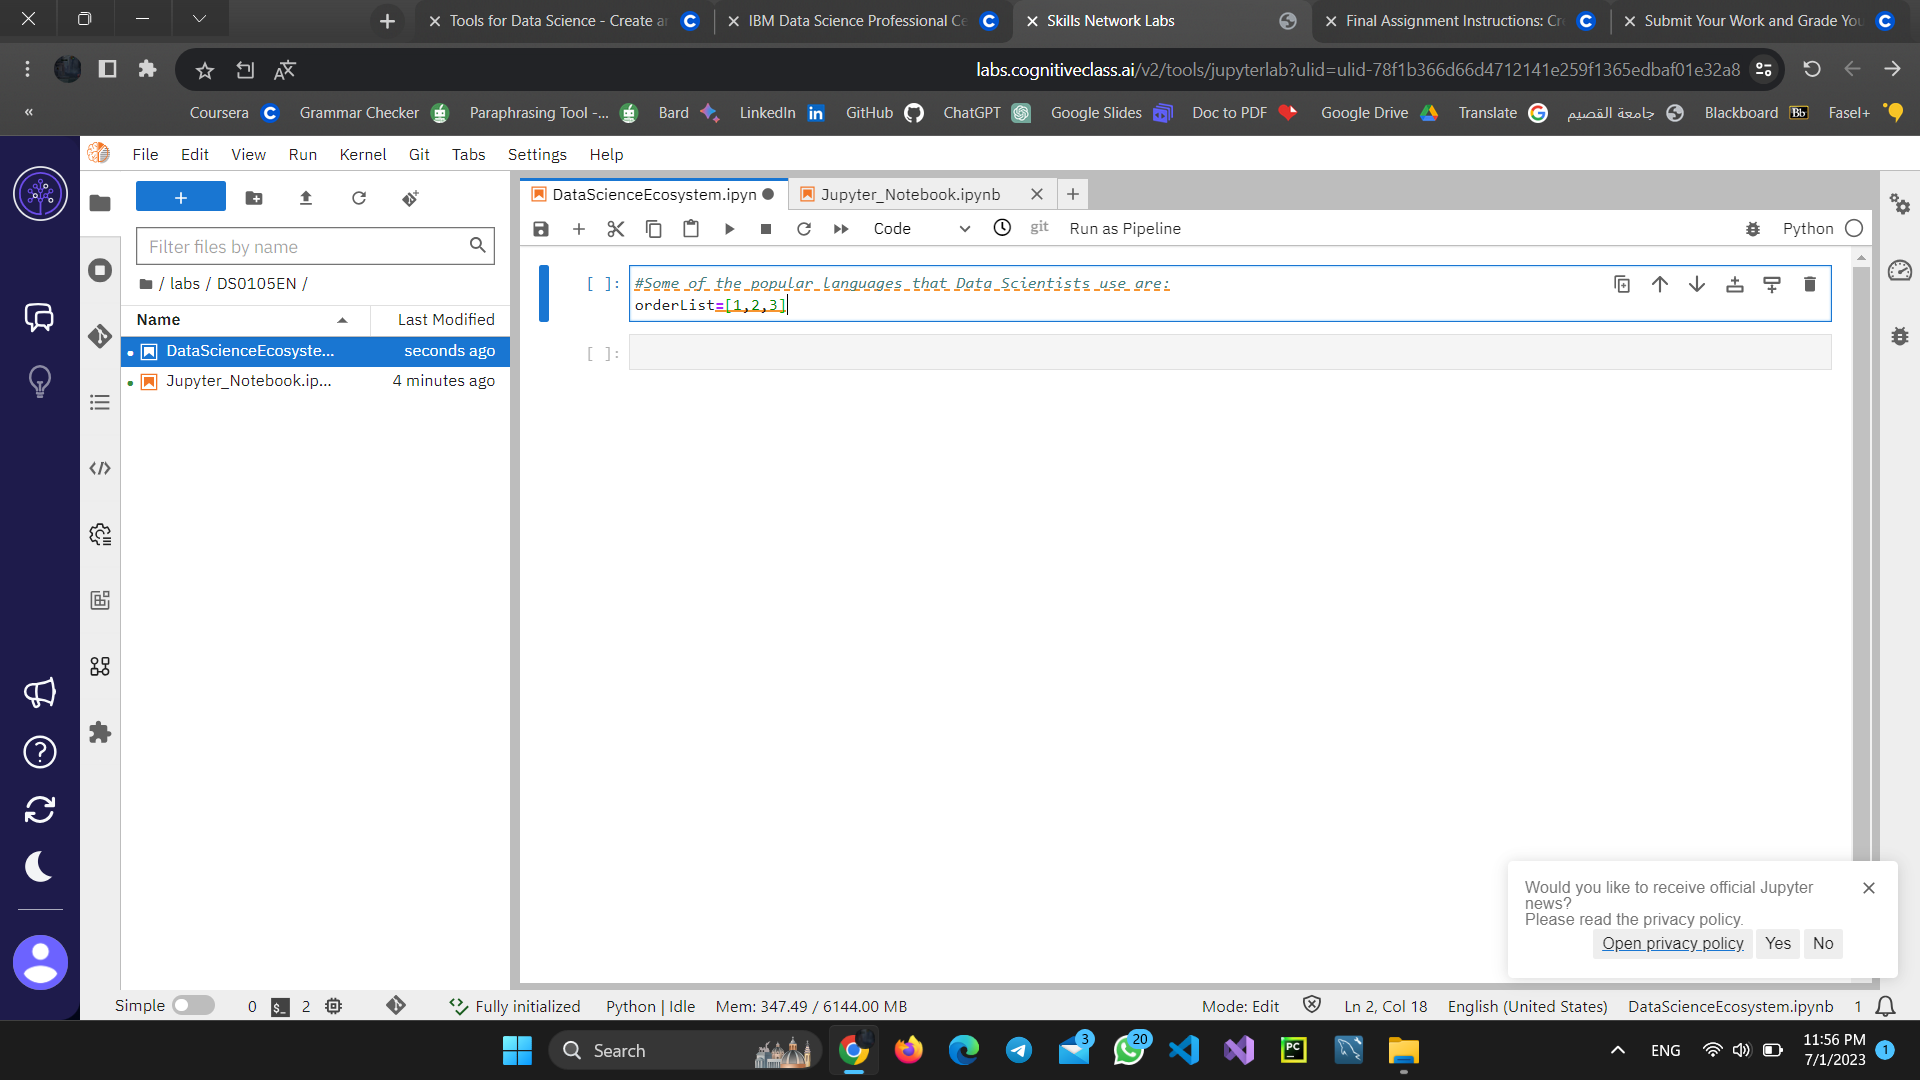 Tools for Data Science - Create an
IBM Data Science Professional Ce
Skills Network Labs
Final Assignment Instructions: Cr
Submit Your Work and Grade You
labs.cognitiveclass.ai/v2/tools/jupyterlab?ulid=ulid-78f1b366d66d4712141e259f1365edbaf01e32a8
« Coursera Grammar Checker Paraphrasing Tool -... Bard LinkedIn GitHub ChatGPT Google Slides Doc to PDF Google Drive Translate جامعة القصيم Blackboard Bb Fasel+
File Edit View Run Kernel Git Tabs Settings Help
DataScienceEcosystem.ipyn
Jupyter_Notebook.ipynb
Code
git
Run as Pipeline
Python
Filter files by name
/ labs / DS0105EN /
Name
Last Modified
DataScienceEcosyste...
seconds ago
Jupyter_Notebook.ip...
4 minutes ago
[ ]:
#Some of the popular languages that Data Scientists use are:
orderList=[1,2,3]
[ ]:
Would you like to receive official Jupyter
news?
Please read the privacy policy.
Open privacy policy Yes No
Simple 0 $_ 2 Fully initialized Python | Idle Mem: 347.49 / 6144.00 MB Mode: Edit Ln 2, Col 18 English (United States) DataScienceEcosystem.ipynb 1
Search
3
20
PC
ENG
11:56 PM
7/1/2023
1